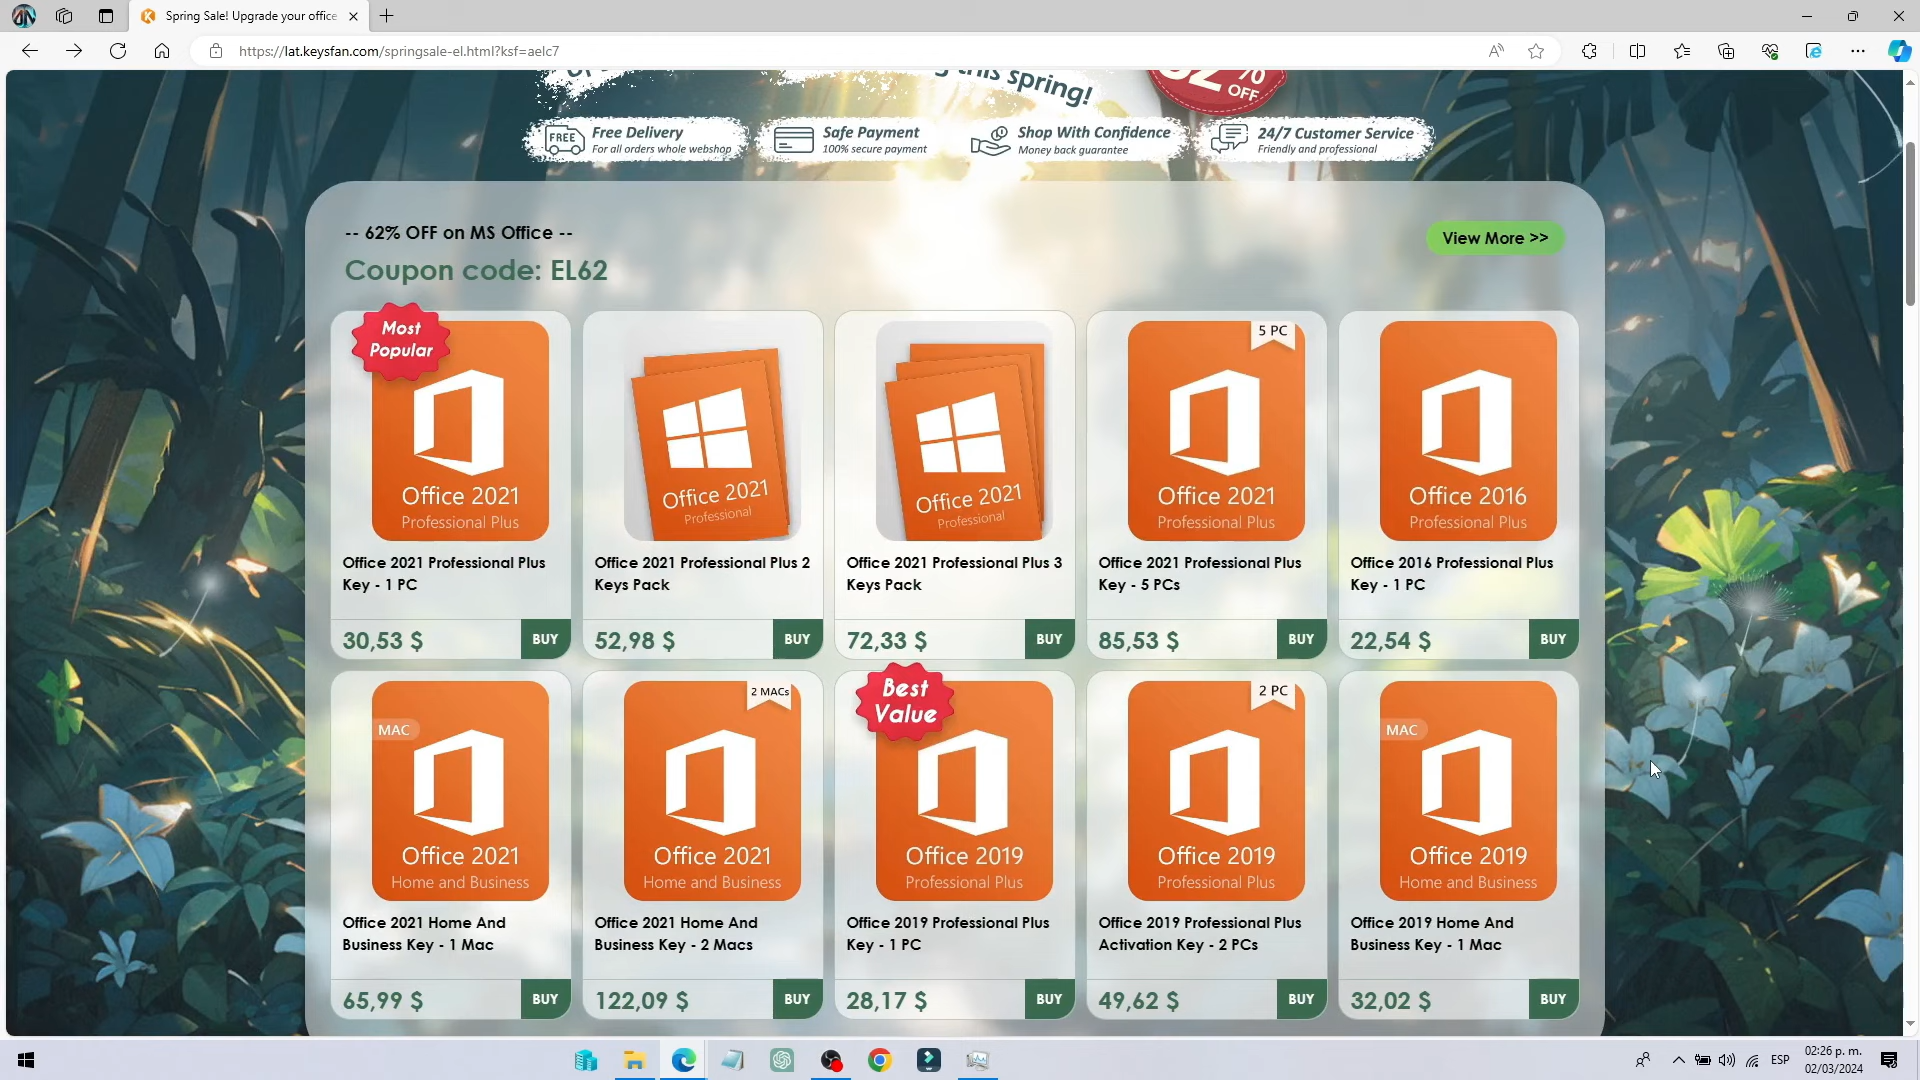 Spring Sale! Upgrade your office
https://lat.keysfan.com/springsale-el.html?ksf=aelc7
g this spring!
% OFF
FREE
Free Delivery
For all orders whole webshop
Safe Payment
100% secure payment
Shop With Confidence
Money back guarantee
24/7 Customer Service
Friendly and professional
-- 62% OFF on MS Office --
Coupon code: EL62
View More >>
Most
Popular
Office 2021
Professional Plus
Office 2021 Professional Plus
Key - 1 PC
30,53 $
BUY
Office 2021
Professional
Office 2021 Professional Plus 2
Keys Pack
52,98 $
BUY
Office 2021
Professional
Office 2021 Professional Plus 3
Keys Pack
72,33 $
BUY
5 PC
Office 2021
Professional Plus
Office 2021 Professional Plus
Key - 5 PCs
85,53 $
BUY
Office 2016
Professional Plus
Office 2016 Professional Plus
Key - 1 PC
22,54 $
BUY
MAC
Office 2021
Home and Business
Office 2021 Home And
Business Key - 1 Mac
65,99 $
BUY
2 MACs
Office 2021
Home and Business
Office 2021 Home And
Business Key - 2 Macs
122,09 $
BUY
Best
Value
Office 2019
Professional Plus
Office 2019 Professional Plus
Key - 1 PC
28,17 $
BUY
2 PC
Office 2019
Professional Plus
Office 2019 Professional Plus
Activation Key - 2 PCs
49,62 $
BUY
MAC
Office 2019
Home and Business
Office 2019 Home And
Business Key - 1 Mac
32,02 $
BUY
ESP
02:26 p. m.
02/03/2024